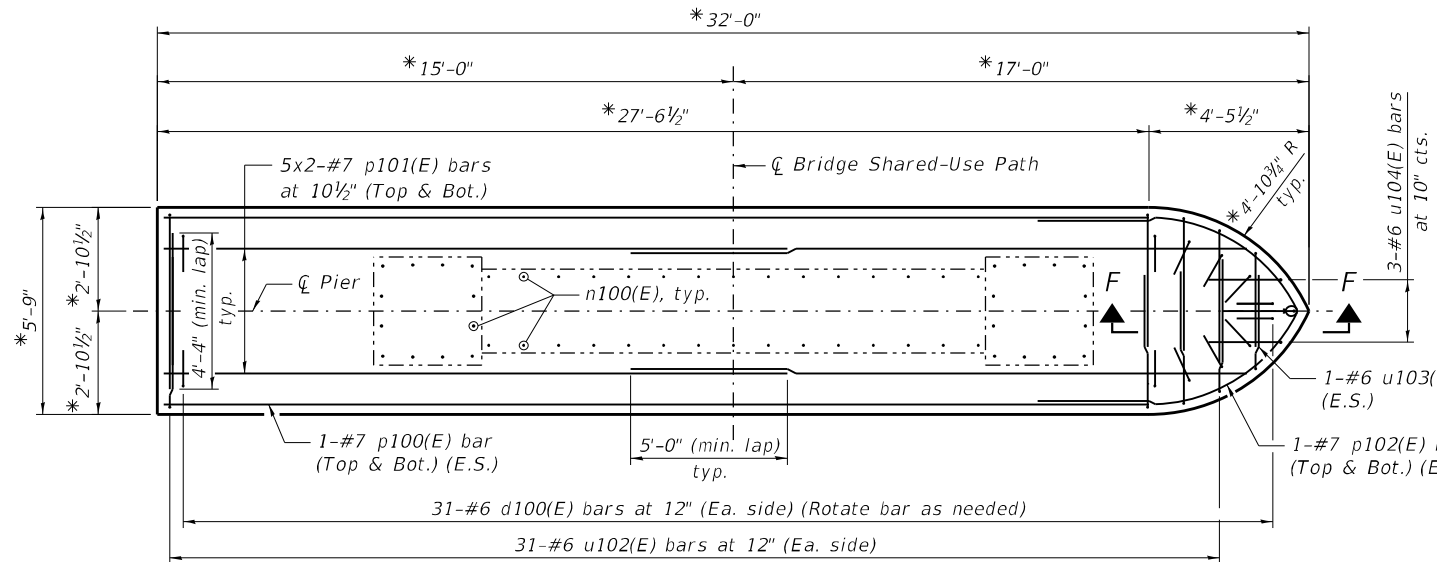 *32'-0"
*15'-0"
*17'-0"
*27'-6½"
*4'-5½"
5x2-#7 p101(E) bars
at 10½" (Top & Bot.)
℄ Bridge Shared-Use Path
*4'-10¾" R
typ.
3-#6 u104(E) bars
at 10" cts.
*5'-9"
*2'-10½"
*2'-10½"
4'-4" (min. lap)
typ.
℄ Pier
n100(E), typ.
F
F
1-#6 u103(
(E.S.)
1-#7 p100(E) bar
(Top & Bot.) (E.S.)
5'-0" (min. lap)
typ.
1-#7 p102(E)
(Top & Bot.) (E
31-#6 d100(E) bars at 12" (Ea. side) (Rotate bar as needed)
31-#6 u102(E) bars at 12" (Ea. side)